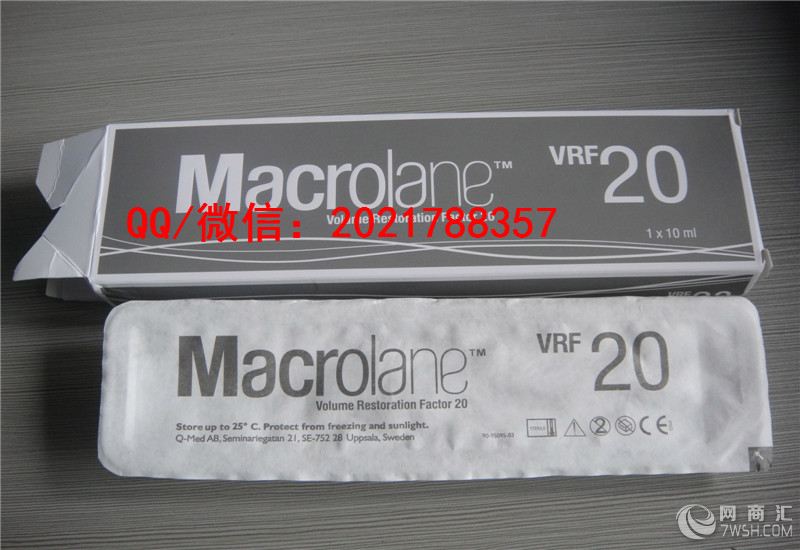 Macrolane™ VRF 20
Volume Restoration Factor 20
QQ/微信：2021788357
1 x 10 ml
Macrolane™ VRF 20
Volume Restoration Factor 20
Store up to 25° C. Protect from freezing and sunlight.
Q-Med AB, Seminariegatan 21, SE-752 28 Uppsala, Sweden
STERILE
网商汇
7WSH.COM